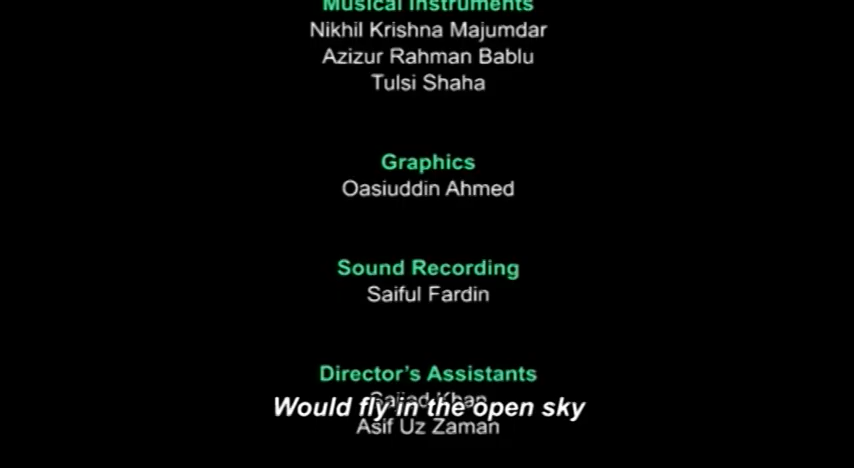 Musical Instruments
Nikhil Krishna Majumdar
Azizur Rahman Bablu
Tulsi Shaha
Graphics
Oasiuddin Ahmed
Sound Recording
Saiful Fardin
Director's Assistants
Khan
Would fly in the open sky
Asif Uz Zaman